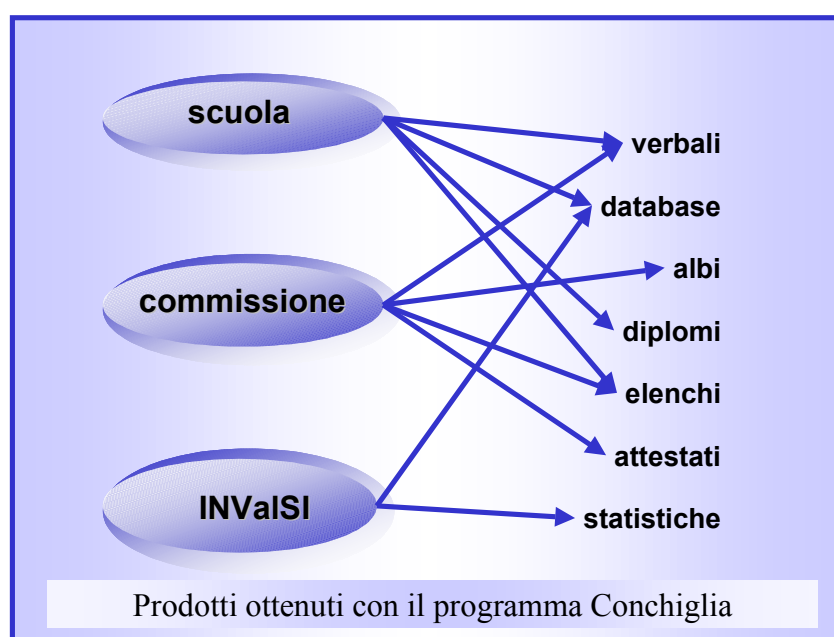 scuola
verbali
database
albi
commissione
diplomi
elenchi
attestati
INValSI
statistiche
Prodotti ottenuti con il programma Conchiglia